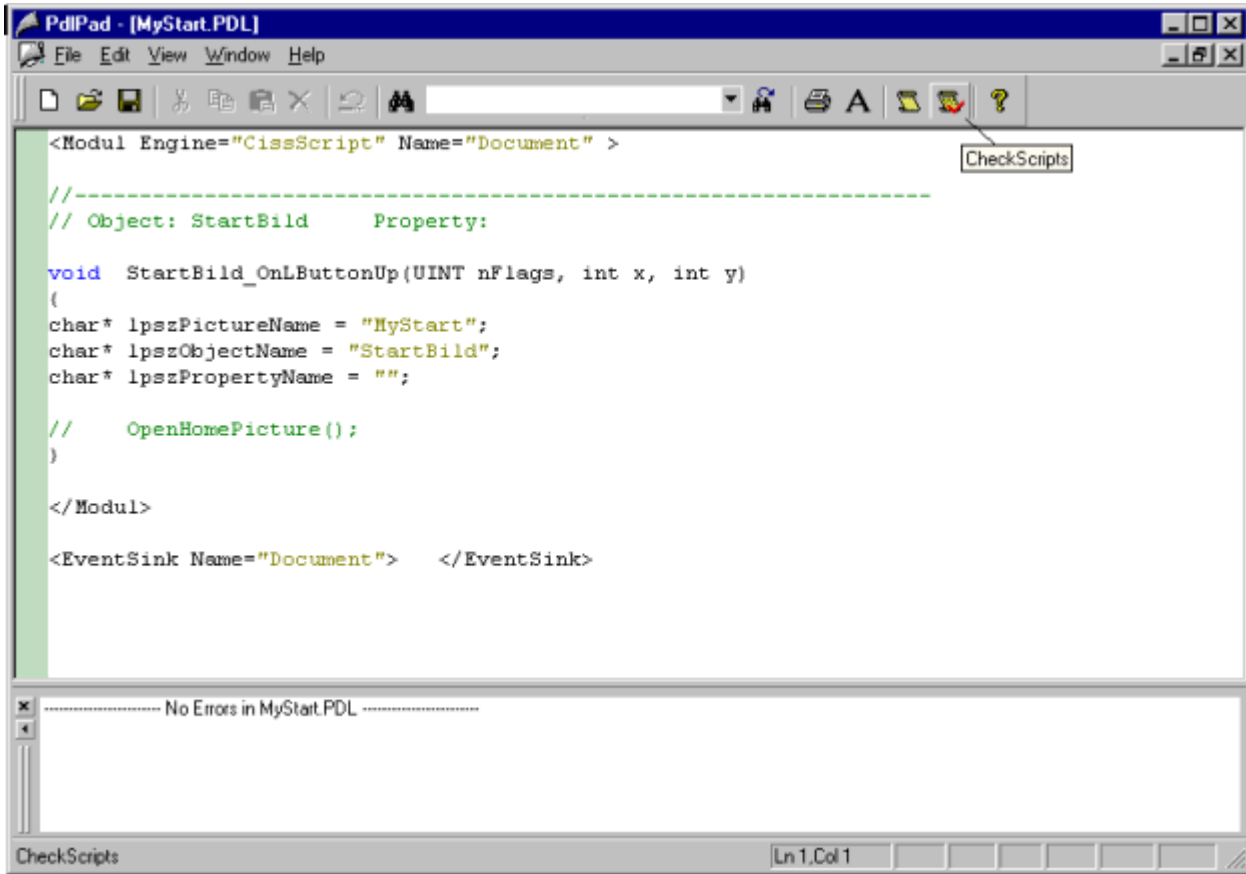 PdlPad - [MyStart.PDL]
File Edit View Window Help
<Modul Engine="CissScript" Name="Document" >
CheckScripts
//------------------------------------------------------------------
// Object: StartBild     Property:
void  StartBild_OnLButtonUp(UINT nFlags, int x, int y)
{
char* lpszPictureName = "MyStart";
char* lpszObjectName = "StartBild";
char* lpszPropertyName = "";
//    OpenHomePicture();
}
</Modul>
<EventSink Name="Document">   </EventSink>
-------------------------- No Errors in MyStart.PDL --------------------------
CheckScripts
Ln 1,Col 1